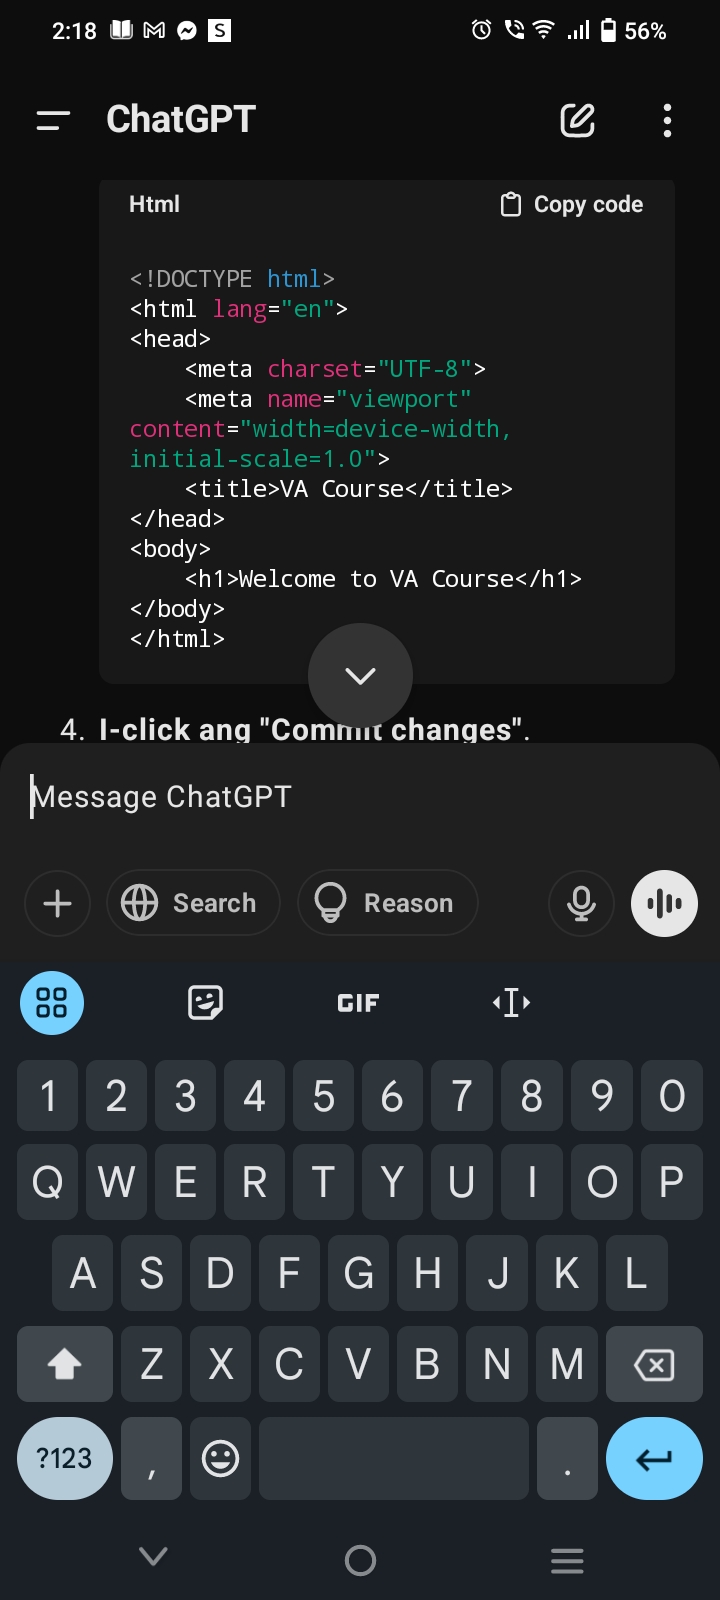 2:18 S 56%
ChatGPT
Html Copy code
<!DOCTYPE html>
<html lang="en">
<head>
    <meta charset="UTF-8">
    <meta name="viewport"
content="width=device-width,
initial-scale=1.0">
    <title>VA Course</title>
</head>
<body>
    <h1>Welcome to VA Course</h1>
</body>
</html>
4. I-click ang "Commit changes".
Message ChatGPT
Search Reason
GIF
1 2 3 4 5 6 7 8 9 0
Q W E R T Y U I O P
A S D F G H J K L
Z X C V B N M
?123 , .